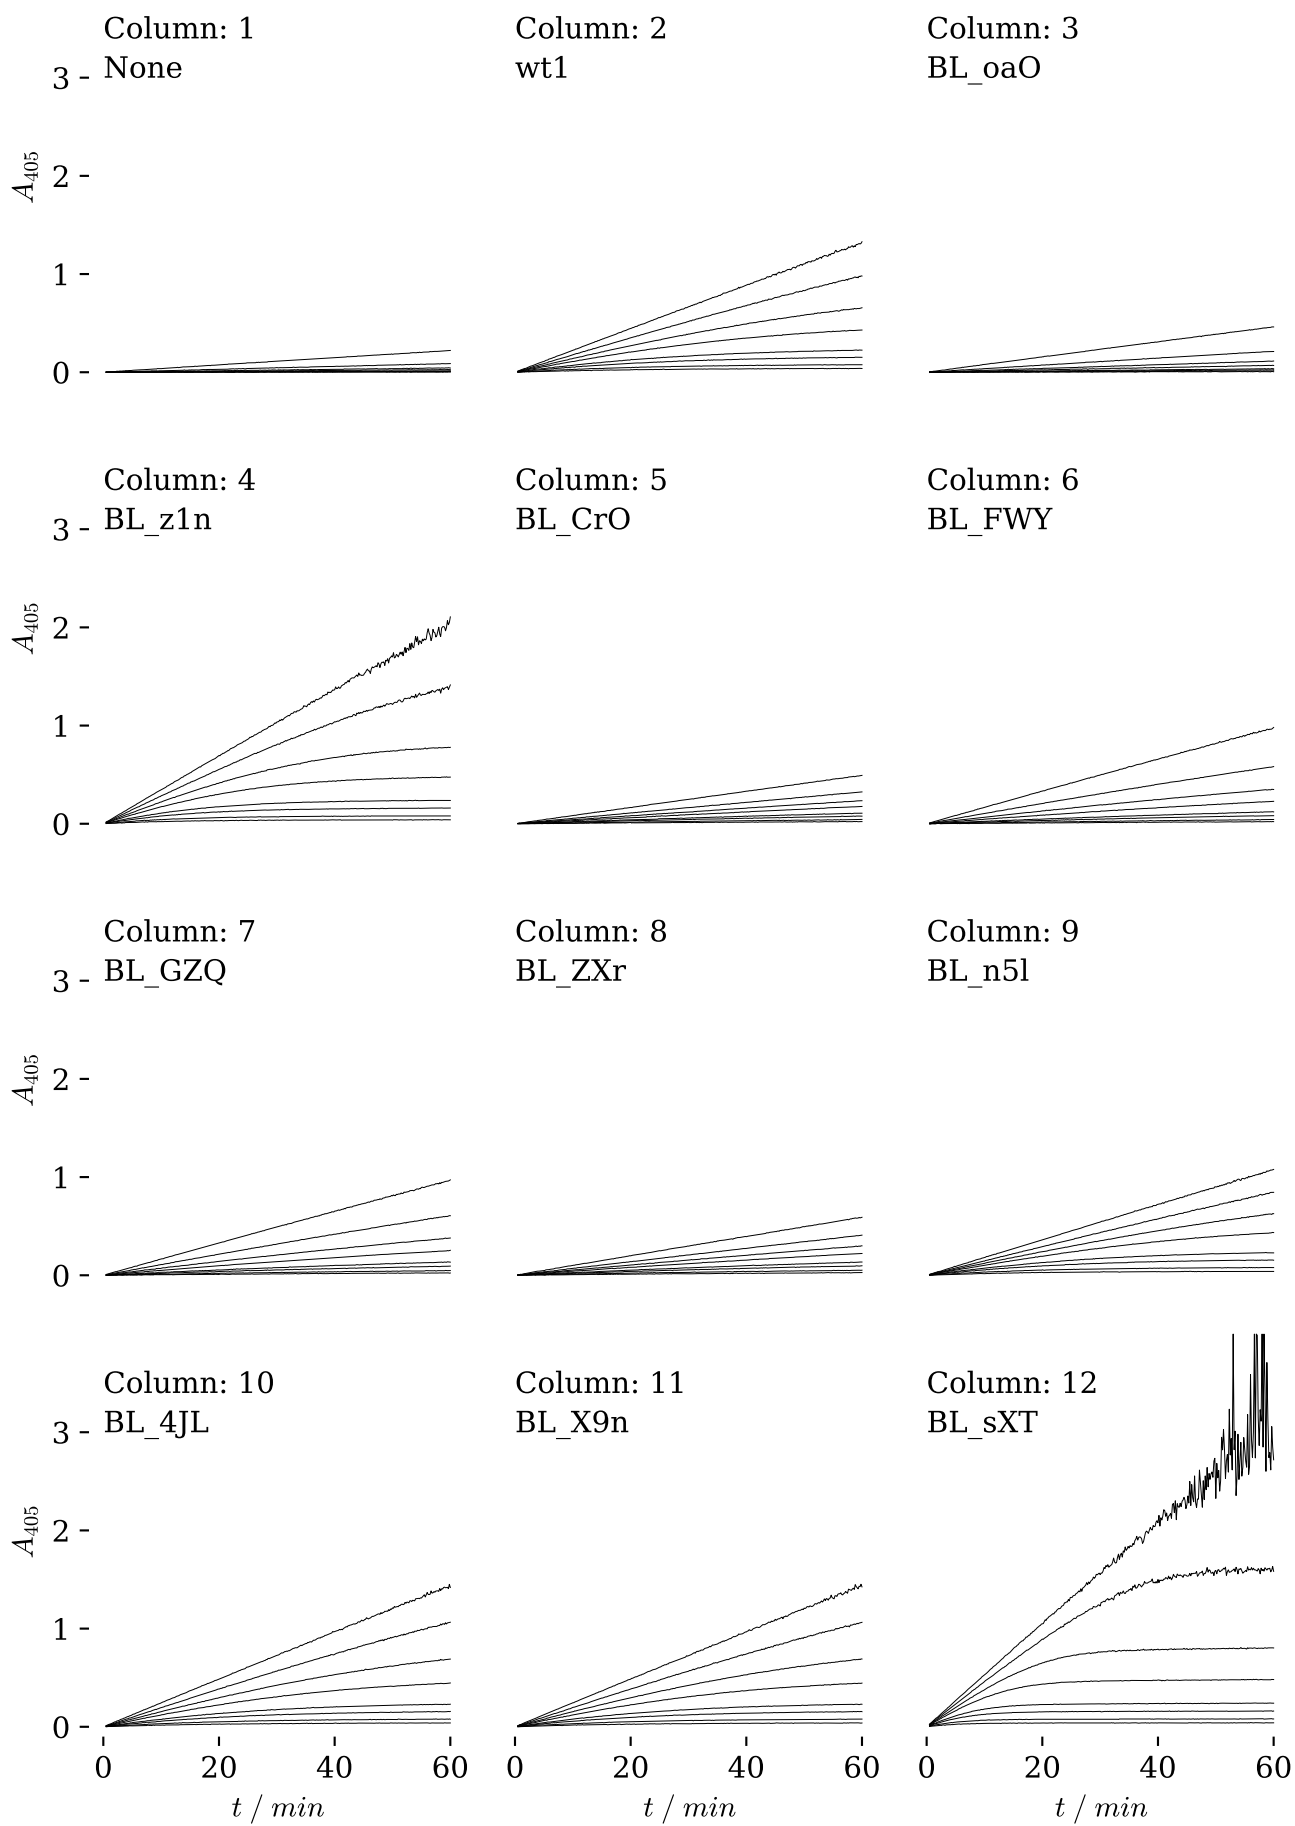 Column: 1
None
Column: 2
wt1
Column: 3
BL_oaO
3
2
1
0
A405
Column: 4
BL_z1n
Column: 5
BL_CrO
Column: 6
BL_FWY
3
2
1
0
A405
Column: 7
BL_GZQ
Column: 8
BL_ZXr
Column: 9
BL_n5l
3
2
1
0
A405
Column: 10
BL_4JL
Column: 11
BL_X9n
Column: 12
BL_sXT
3
2
1
0
A405
0 20 40 60
0 20 40 60
0 20 40 60
t / min
t / min
t / min